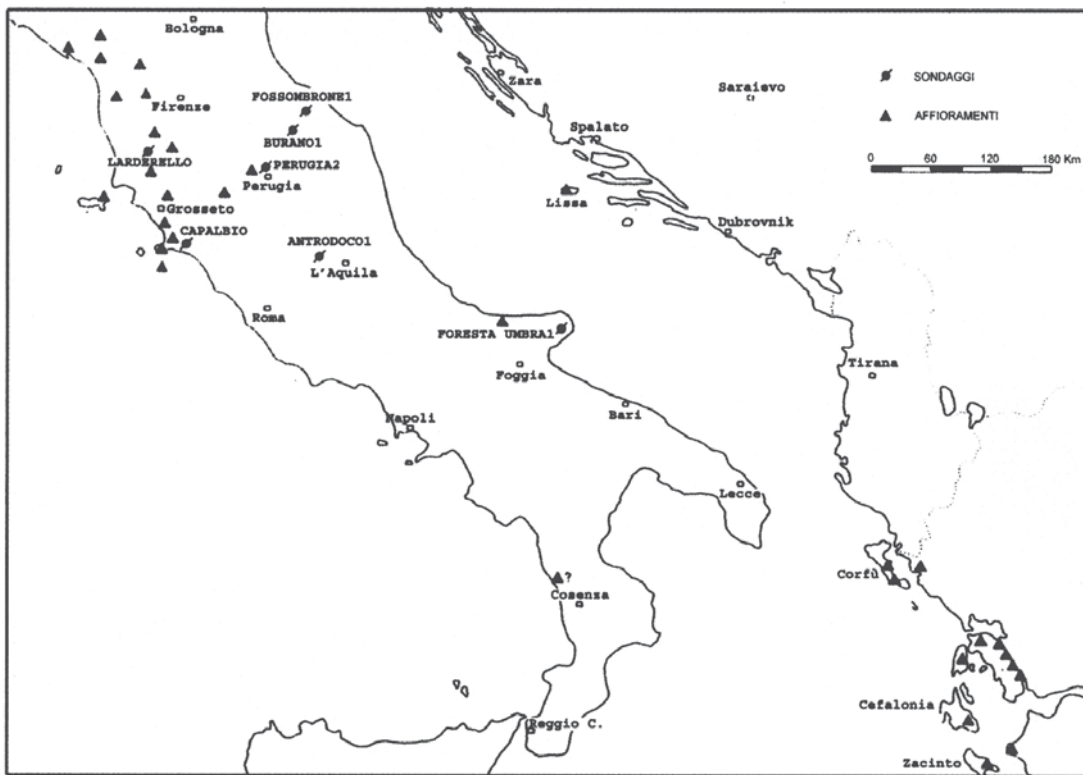 Bologna
Zara
Saraievo
SONDAGGI
FOSSOMBRONE1
Firenze
AFFIORAMENTI
BURANO1
Spalato
LARDERELLO
PERUGIA2
0 60 120 180 Km
Perugia
Lissa
Grosseto
Dubrovnik
CAPALBIO
ANTRODOCO1
L'Aquila
Roma
FORESTA UMBRA1
Foggia
Tirana
Bari
Napoli
Lecce
Corfù
?
Cosenza
Cefalonia
Reggio C.
Zacinto